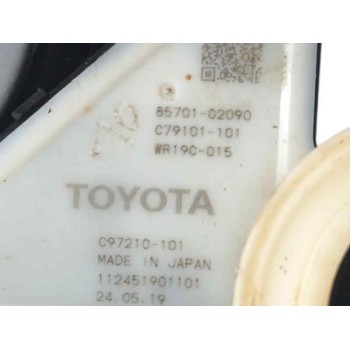 85701-02090
C79101-101
WR19C-015
TOYOTA
C97210-101
MADE IN JAPAN
112451901101
24.05.19